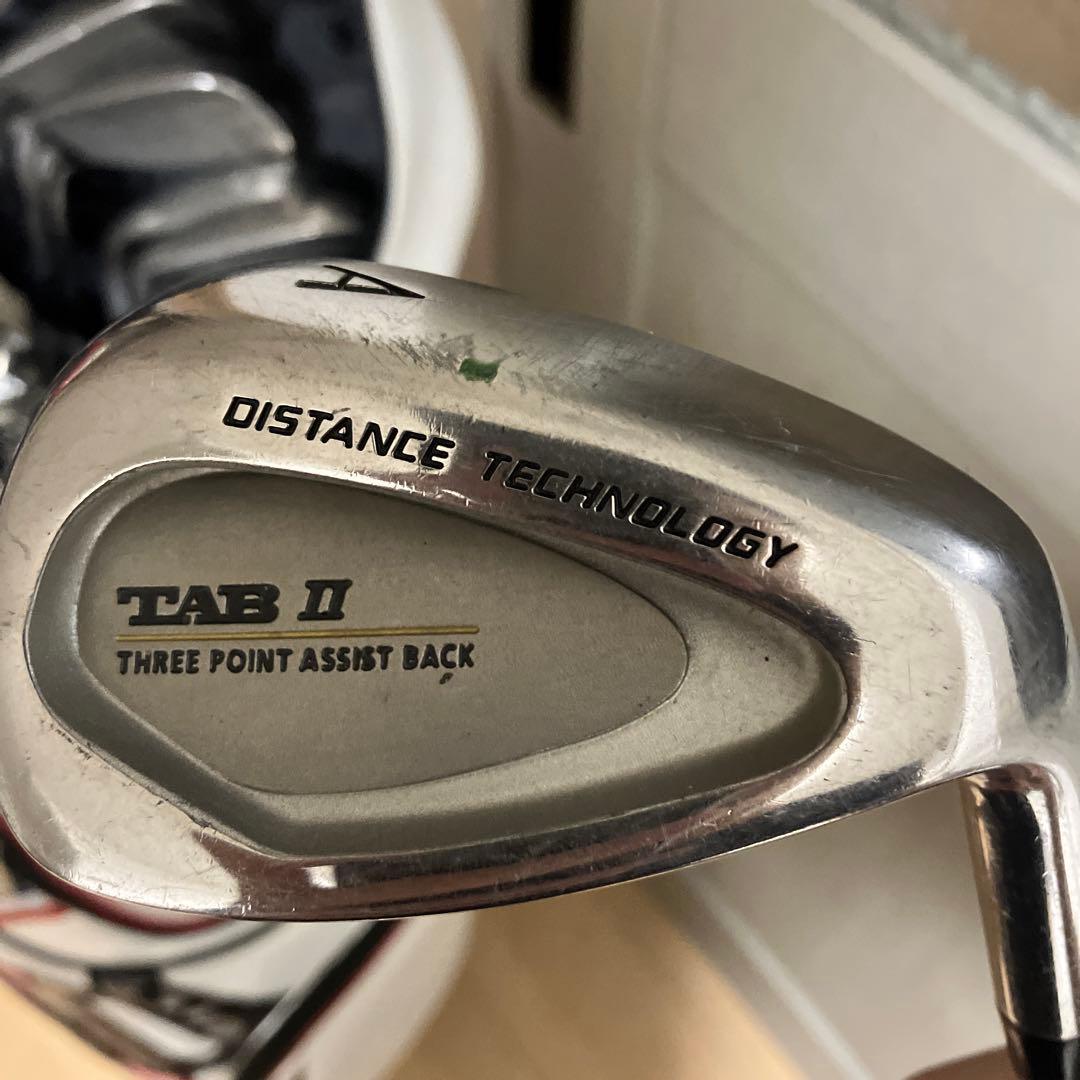 A
DISTANCE TECHNOLOGY
TAB II
THREE POINT ASSIST BACK